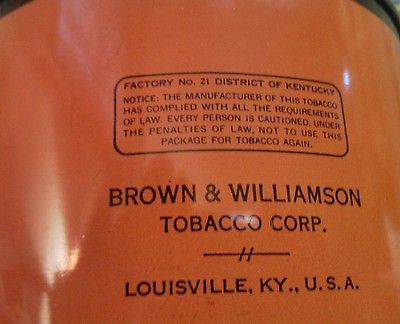 FACTORY No. 21 DISTRICT OF KENTUCKY
NOTICE: THE MANUFACTURER OF THIS TOBACCO
HAS COMPLIED WITH ALL THE REQUIREMENTS
OF LAW. EVERY PERSON IS CAUTIONED, UNDER
THE PENALTIES OF LAW, NOT TO USE THIS
PACKAGE FOR TOBACCO AGAIN.
BROWN & WILLIAMSON
TOBACCO CORP.
LOUISVILLE, KY., U.S.A.